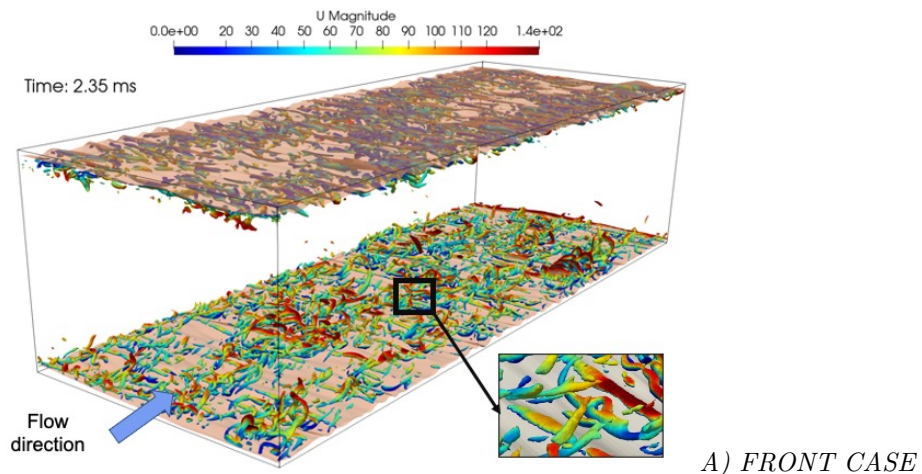 U Magnitude
0.0e+00 20 30 40 50 60 70 80 90 100 110 120 1.4e+02
Time: 2.35 ms
Flow
direction
A) FRONT CASE